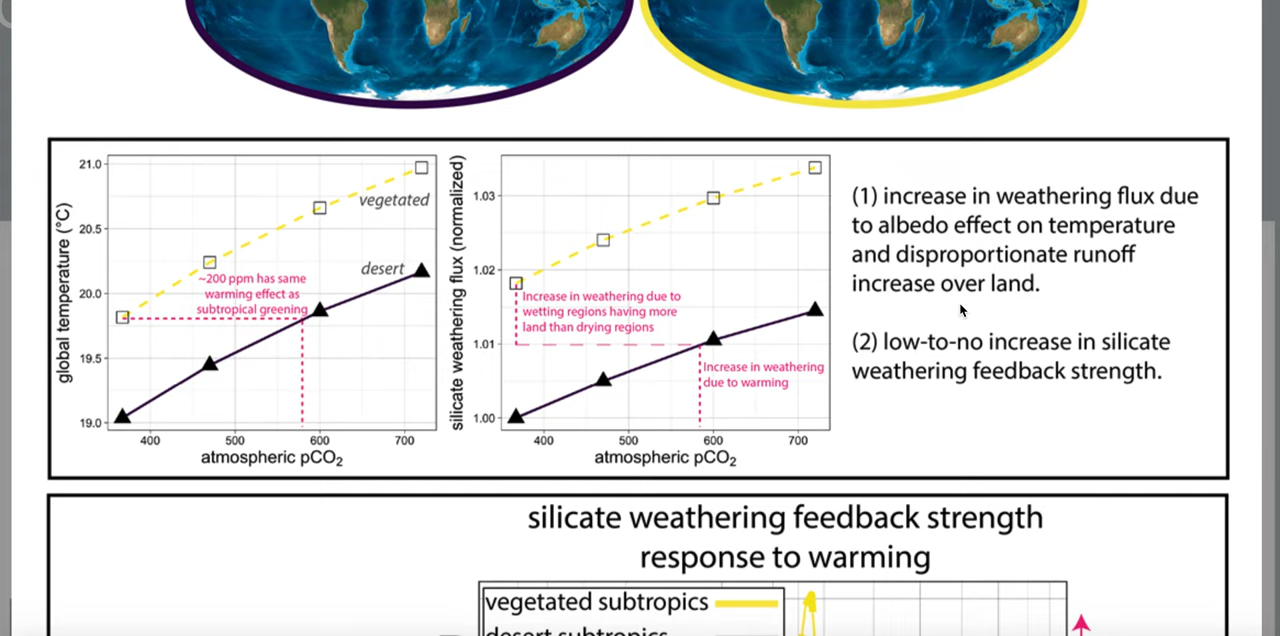 21.0
20.5
20.0
19.5
19.0
global temperature (°C)
vegetated
desert
~200 ppm has same
warming effect as
subtropical greening
400
500
600
700
atmospheric pCO₂
1.03
1.02
1.01
1.00
silicate weathering flux (normalized)
Increase in weathering due to
wetting regions having more
land than drying regions
Increase in weathering
due to warming
400
500
600
700
atmospheric pCO₂
(1) increase in weathering flux due
to albedo effect on temperature
and disproportionate runoff
increase over land.
(2) low-to-no increase in silicate
weathering feedback strength.
silicate weathering feedback strength
response to warming
vegetated subtropics
desert subtropics